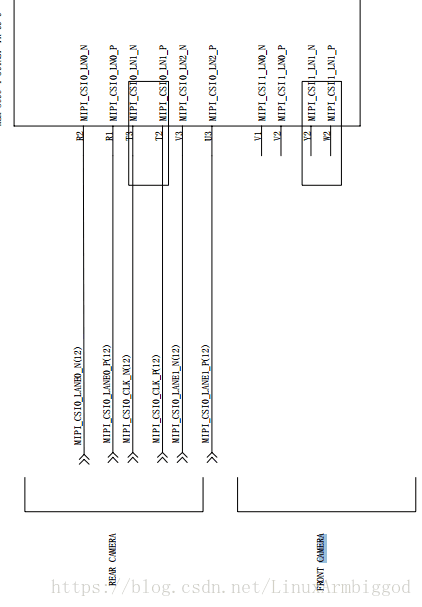 MIPI_CSI0_LN0_N
MIPI_CSI0_LN0_P
MIPI_CSI0_LN1_N
MIPI_CSI0_LN1_P
MIPI_CSI0_LN2_N
MIPI_CSI0_LN2_P
MIPI_CSI1_LN0_N
MIPI_CSI1_LN0_P
MIPI_CSI1_LN1_N
MIPI_CSI1_LN1_P
R2
R1
T3
T2
V3
U3
V1
V2
Y2
W2
MIPI_CSI0_LANE0_N(12)
MIPI_CSI0_LANE0_P(12)
MIPI_CSI0_CLK_N(12)
MIPI_CSI0_CLK_P(12)
MIPI_CSI0_LANE1_N(12)
MIPI_CSI0_LANE1_P(12)
REAR CAMERA
FRONT CAMERA
https://blog.csdn.net/LinuxArmbiggod